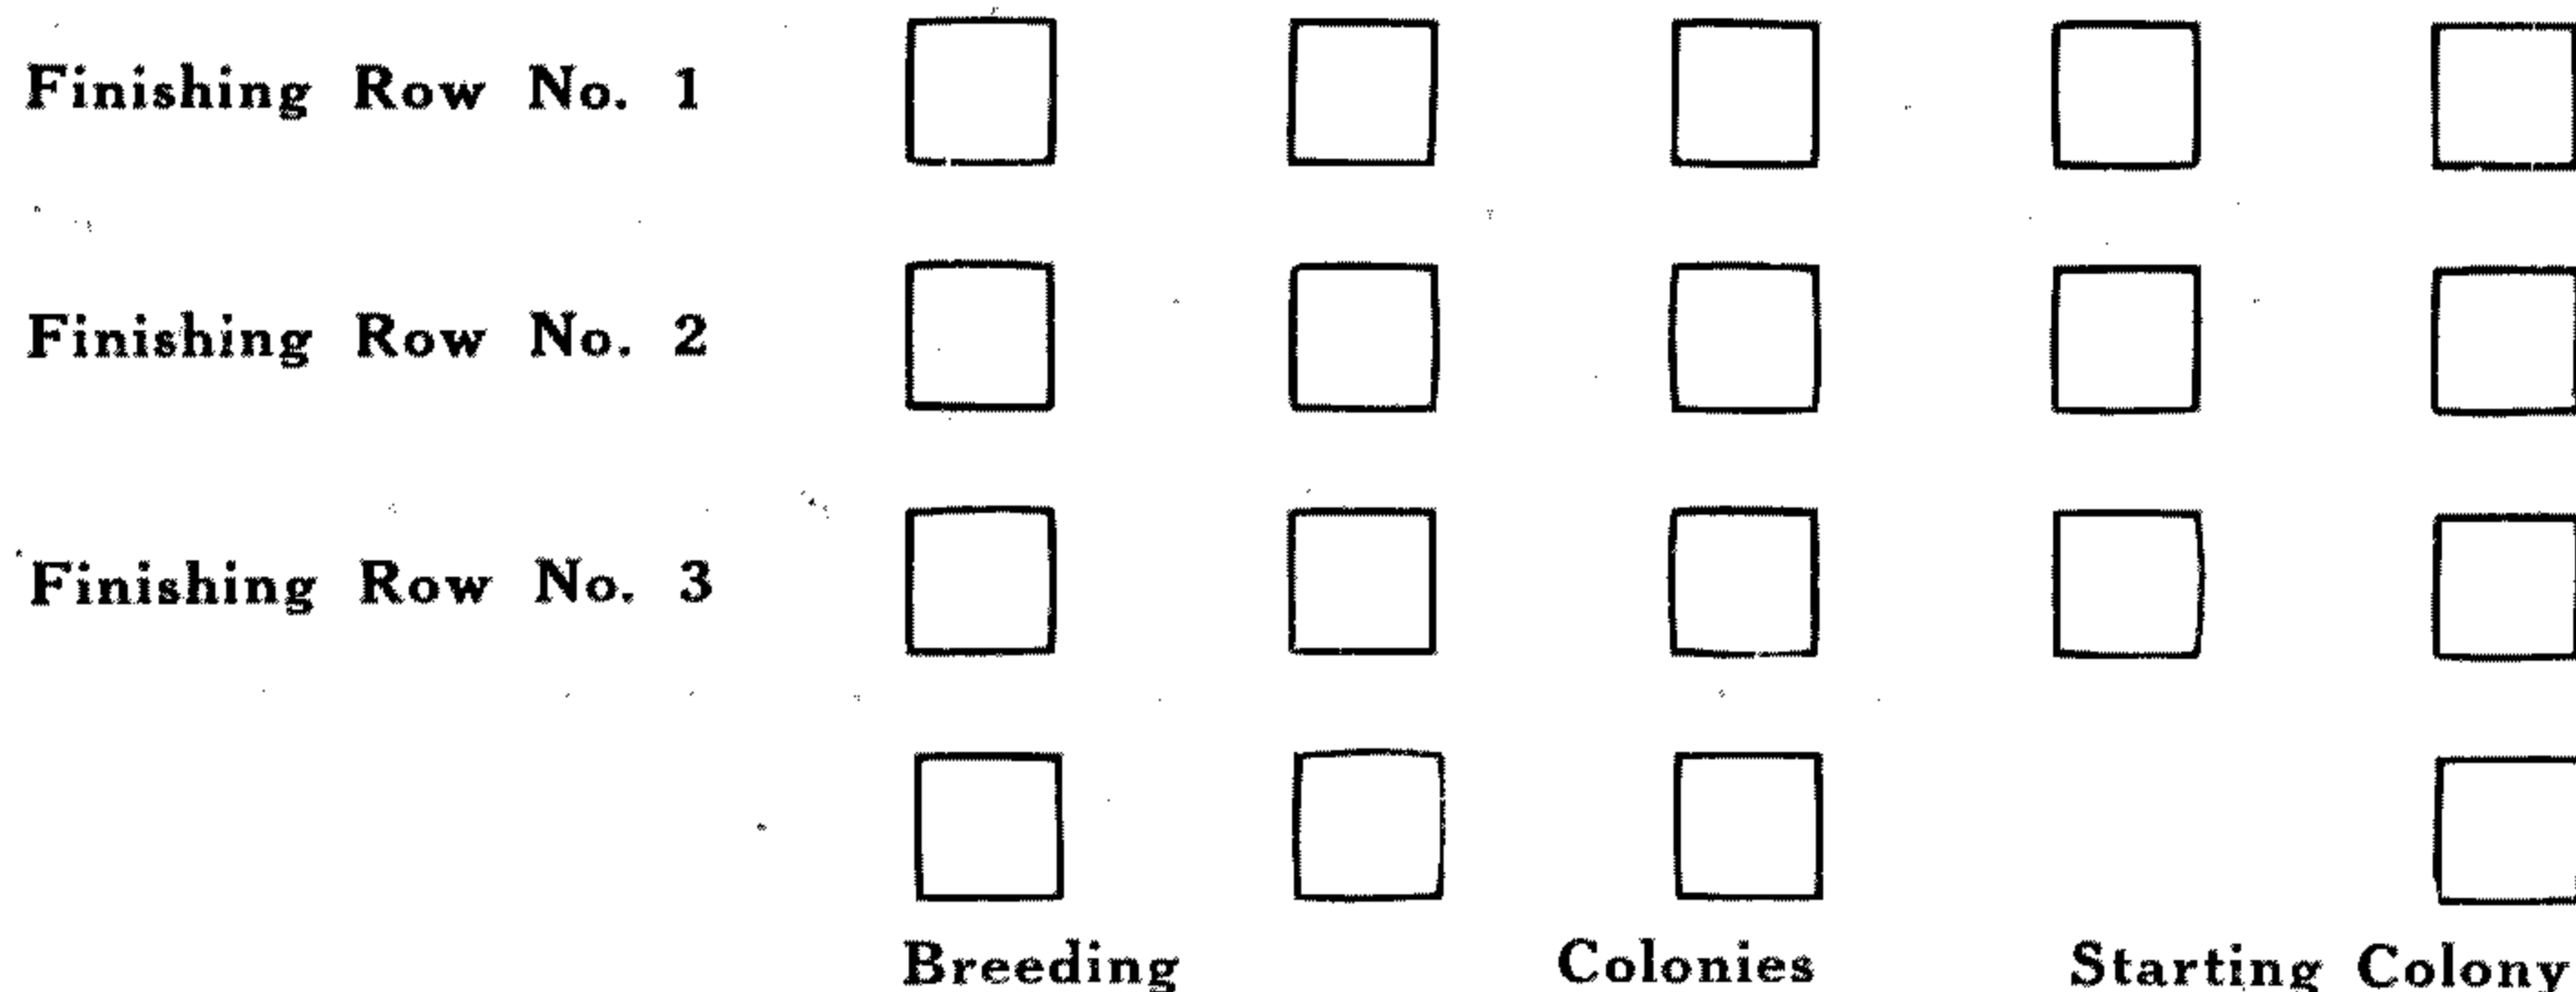 Finishing Row No. 1
Finishing Row No. 2
Finishing Row No. 3
Breeding Colonies Starting Colony